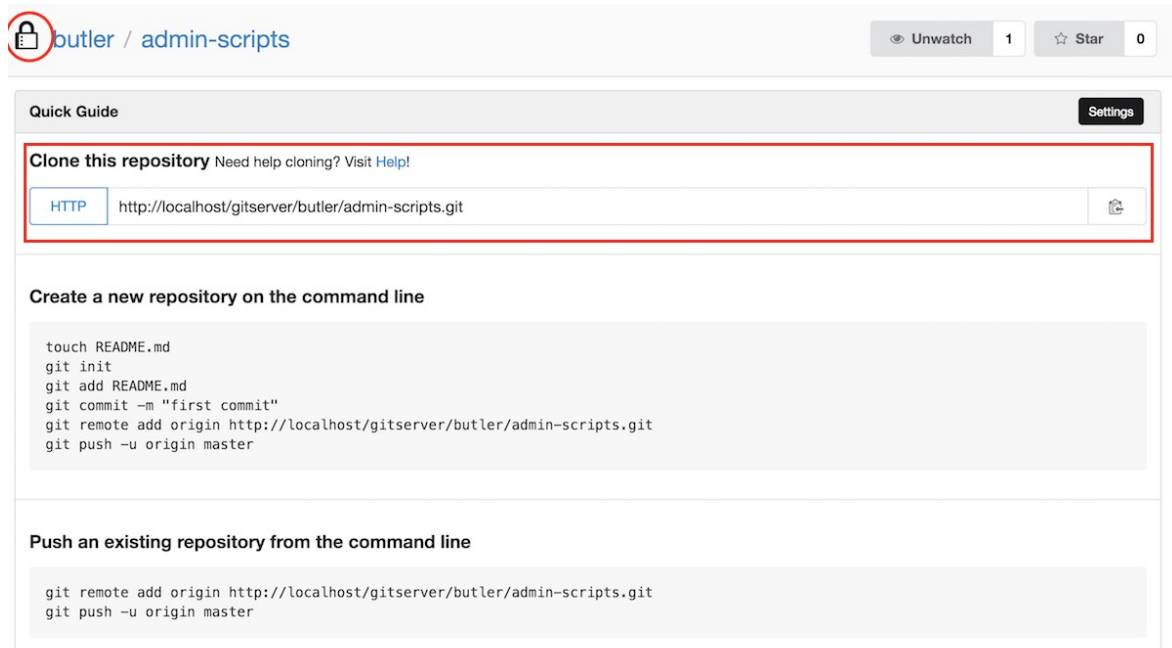 butler / admin-scripts
Unwatch 1 Star 0
Quick Guide Settings
Clone this repository Need help cloning? Visit Help!
HTTP http://localhost/gitserver/butler/admin-scripts.git
Create a new repository on the command line
touch README.md
git init
git add README.md
git commit -m "first commit"
git remote add origin http://localhost/gitserver/butler/admin-scripts.git
git push -u origin master
Push an existing repository from the command line
git remote add origin http://localhost/gitserver/butler/admin-scripts.git
git push -u origin master